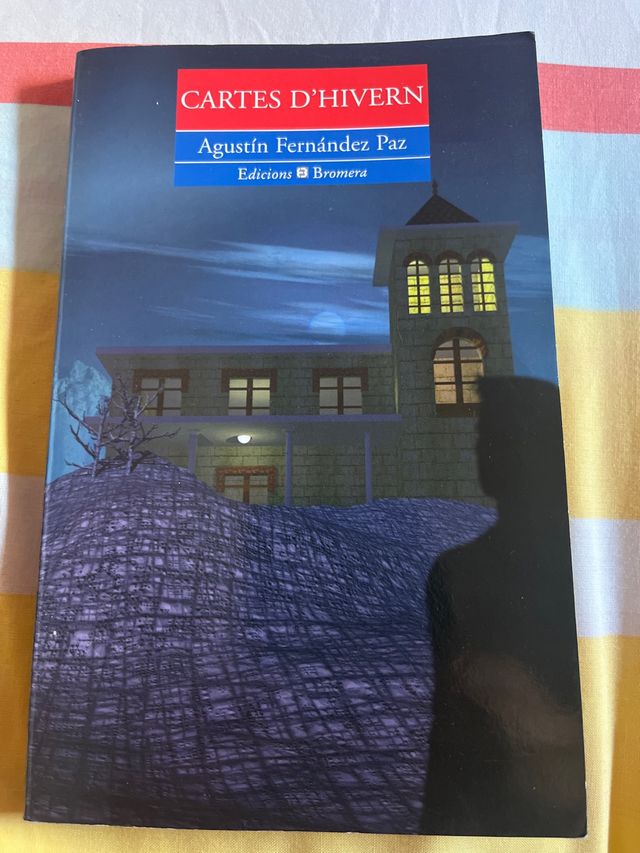 CARTES D'HIVERN
Agustín Fernández Paz
Edicions Bromera